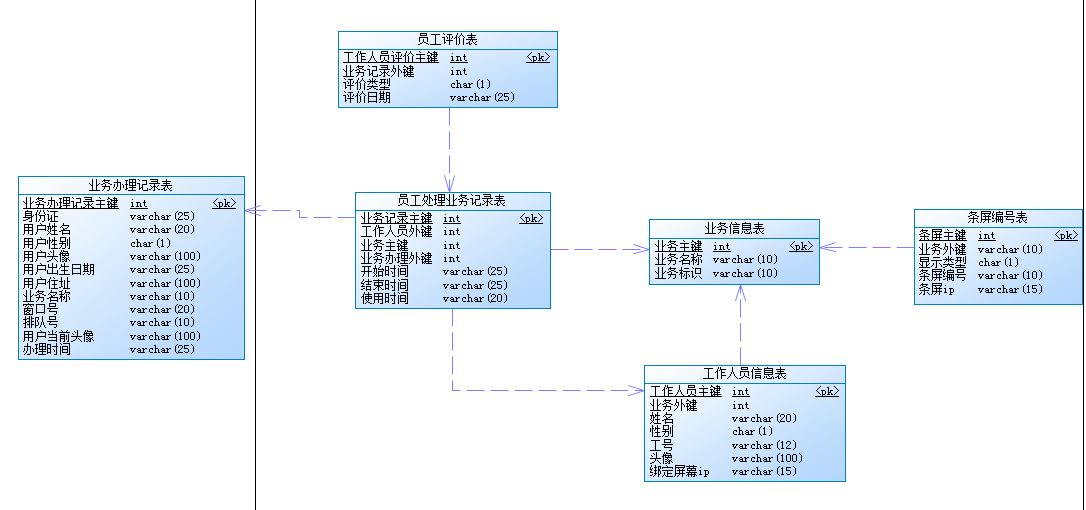 员工评价表
工作人员评价主键 int <pk>
业务记录外键 int
评价类型 char(1)
评价日期 varchar(25)
业务办理记录表
业务办理记录主键 int <pk>
身份证 varchar(25)
用户姓名 varchar(20)
用户性别 char(1)
用户头像 varchar(100)
用户出生日期 varchar(25)
用户住址 varchar(100)
业务名称 varchar(10)
窗口号 varchar(20)
排队号 varchar(10)
用户当前头像 varchar(100)
办理时间 varchar(25)
员工处理业务记录表
业务记录主键 int <pk>
工作人员外键 int
业务主键 int
业务办理外键 int
开始时间 varchar(25)
结束时间 varchar(25)
使用时间 varchar(20)
业务信息表
业务主键 int <pk>
业务名称 varchar(10)
业务标识 varchar(10)
条屏编号表
条屏主键 int <pk>
业务外键 varchar(10)
显示类型 char(1)
条屏编号 varchar(10)
条屏ip varchar(15)
工作人员信息表
工作人员主键 int <pk>
业务外键 int
姓名 varchar(20)
性别 char(1)
工号 varchar(12)
头像 varchar(100)
绑定屏幕ip varchar(15)